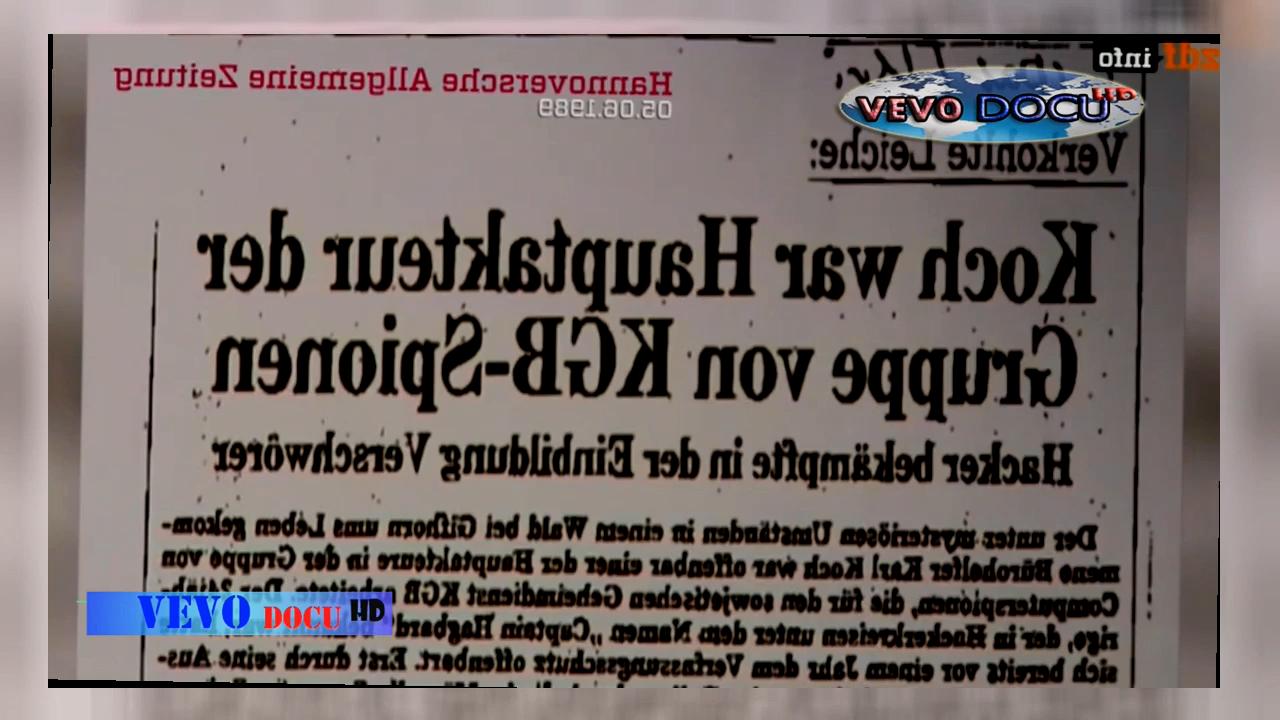 Hannoversche Allgemeine Zeitung
05.06.1989
zdf info
VEVO DOCU HD
Verkohlte Leiche:
Koch war Hauptakteur der
Gruppe von KGB-Spionen
Hacker bekämpfte in der Einbildung Verschwörer
Der unter mysteriösen Umständen in einem Wald bei Gifhorn ums Leben gekom-
mene Bürohelfer Karl Koch war offenbar einer der Hauptakteure in der Gruppe von
Computerspionen, die für den sowjetischen Geheimdienst KGB arbeitete. Der 24jäh-
rige, der in Hackerkreisen unter dem Namen „Captain Hagbard" bekannt war, hatte
sich bereits vor einem Jahr dem Verfassungsschutz offenbart. Erst durch seine Aus-
VEVO DOCU HD